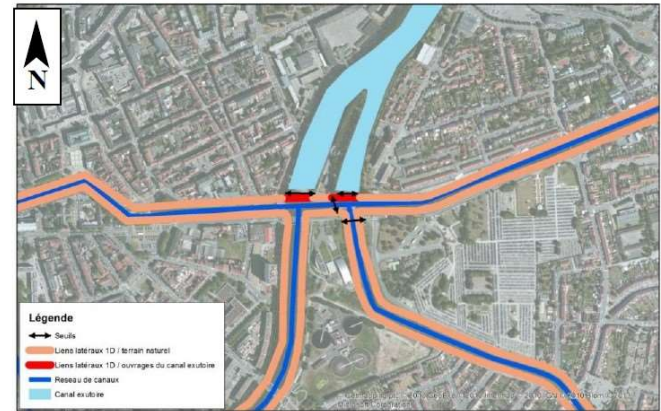 N
Légende
Seuils
Liens latéraux 1D / terrain naturel
Liens latéraux 1D / ouvrages du canal exutoire
Reseau de canaux
Canal exutoire